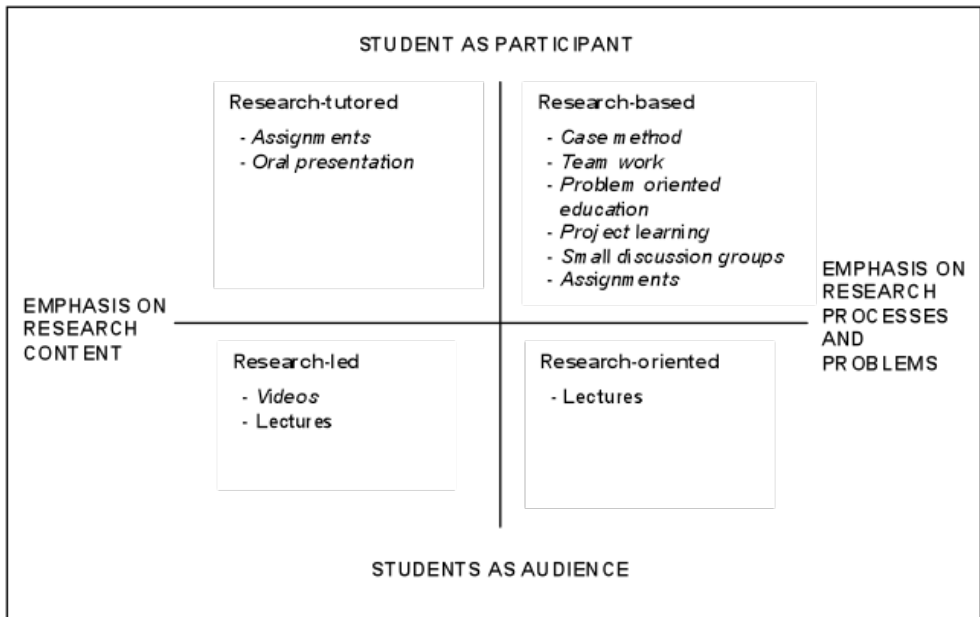 STUDENT AS PARTICIPANT
Research-tutored
- Assignments
- Oral presentation
Research-based
- Case method
- Team work
- Problem oriented
education
- Project learning
- Small discussion groups
- Assignments
EMPHASIS ON
RESEARCH
CONTENT
EMPHASIS ON
RESEARCH
PROCESSES
AND
PROBLEMS
Research-led
- Videos
- Lectures
Research-oriented
- Lectures
STUDENTS AS AUDIENCE